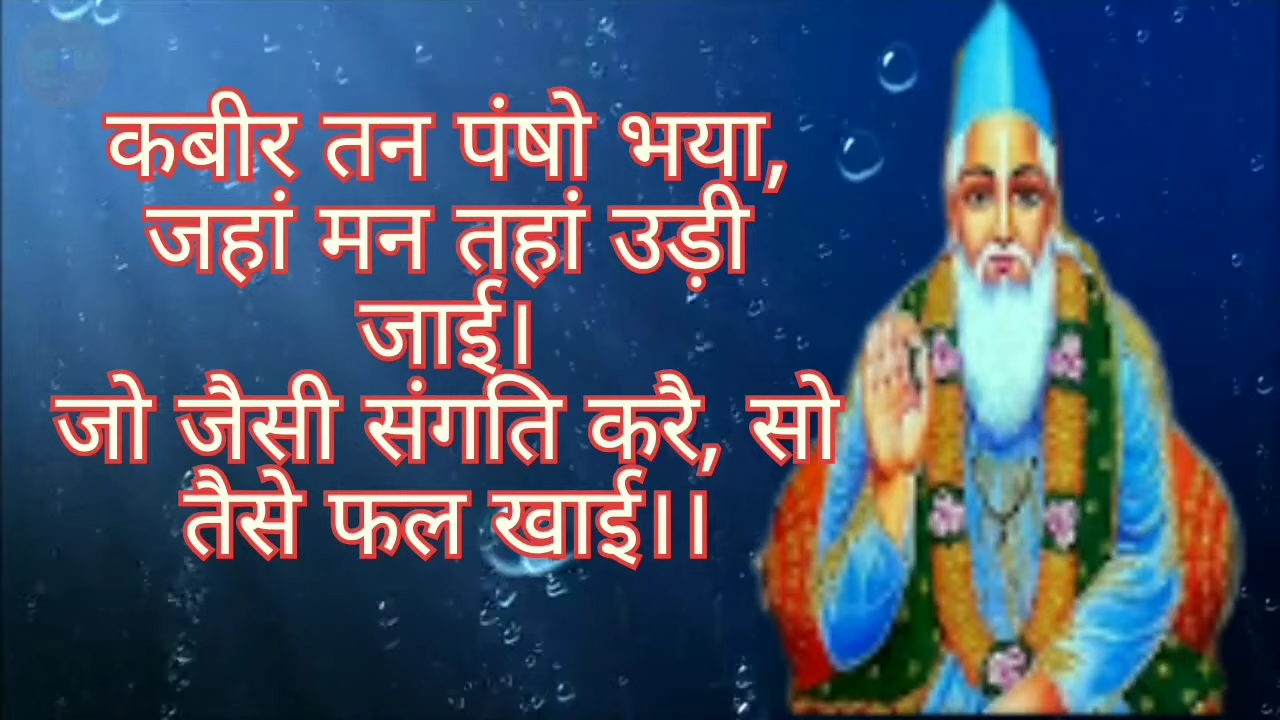 कबीर तन पंषो भया,
जहां मन तहां उड़ी
जाई।
जो जैसी संगति करै, सो
तैसे फल खाई।।